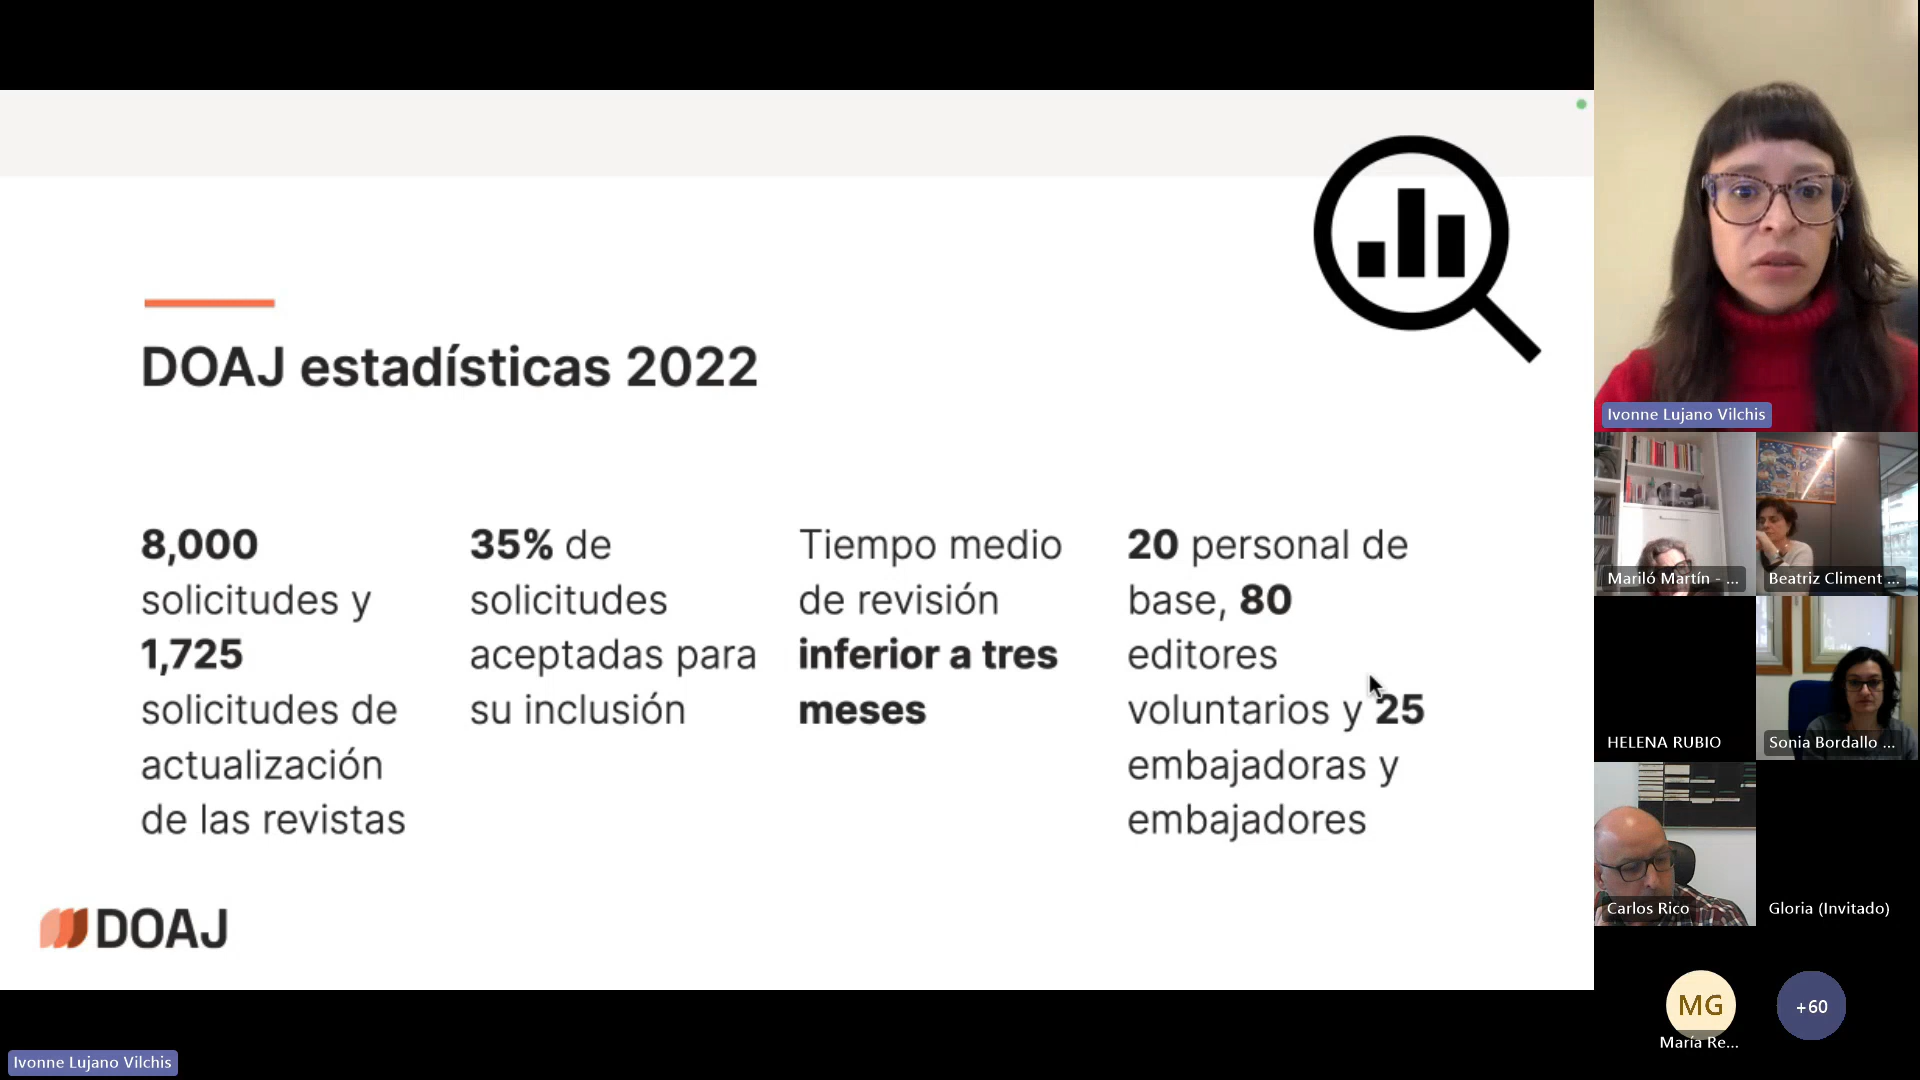 DOAJ estadísticas 2022
8,000
solicitudes y
1,725
solicitudes de
actualización
de las revistas
35% de
solicitudes
aceptadas para
su inclusión
Tiempo medio
de revisión
inferior a tres
meses
20 personal de
base, 80
editores
voluntarios y 25
embajadoras y
embajadores
DOAJ
Ivonne Lujano Vilchis
Ivonne Lujano Vilchis
Mariló Martín - ...
Beatriz Climent ...
HELENA RUBIO
Sonia Bordallo ...
Carlos Rico
Gloria (Invitado)
MG
María Re...
+60